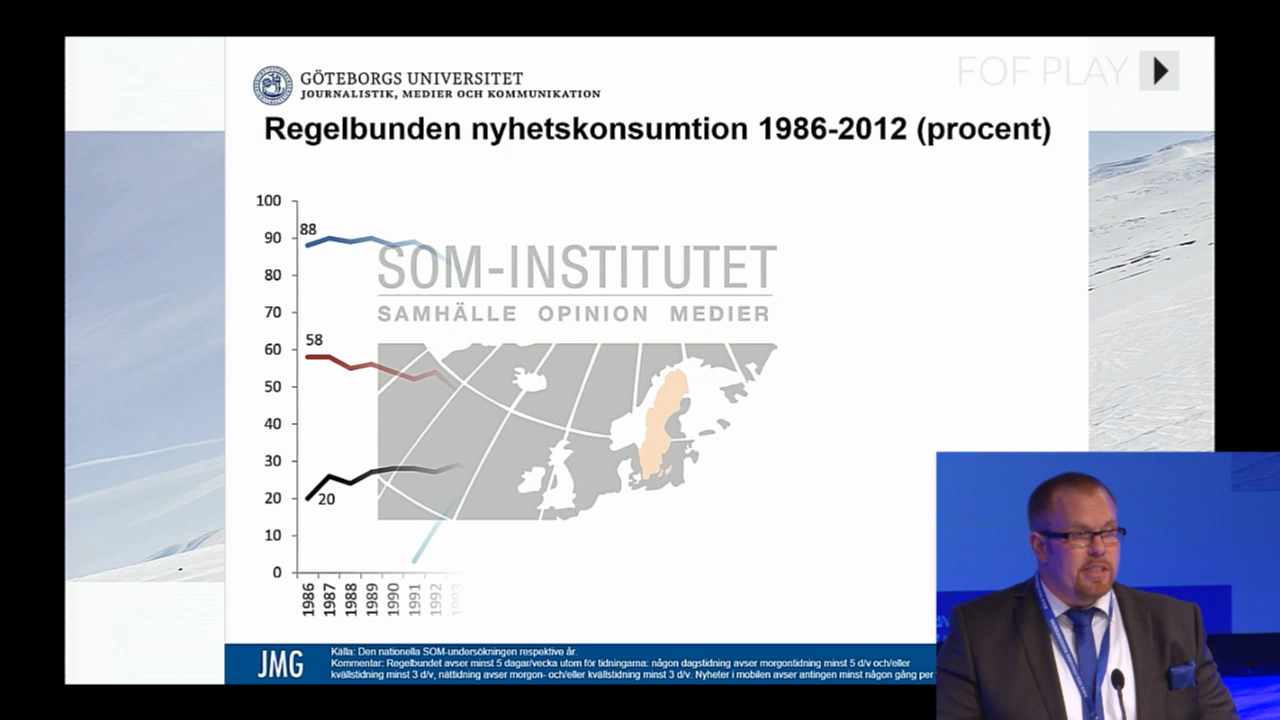 FOF PLAY
GÖTEBORGS UNIVERSITET
JOURNALISTIK, MEDIER OCH KOMMUNIKATION
Regelbunden nyhetskonsumtion 1986-2012 (procent)
100
90
80
70
60
50
40
30
20
10
0
88
58
20
SOM-INSTITUTET
SAMHÄLLE OPINION MEDIER
1986
1987
1988
1989
1990
1991
1992
1993
JMG
Källa: Den nationella SOM-undersökningen respektive år.
Kommentar: Regelbundet avser minst 5 dagar/vecka utom för tidningarna: någon dagstidning avser morgontidning minst 5 d/v och/eller
kvällstidning minst 3 d/v, nättidning avser morgon- och/eller kvällstidning minst 3 d/v. Nyheter i mobilen avser antingen minst någon gång per